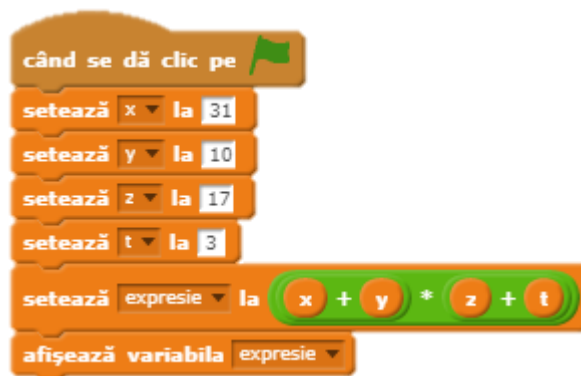 când se dă clic pe
setează x la 31
setează y la 10
setează z la 17
setează t la 3
setează expresie la x + y * z + t
afişează variabila expresie